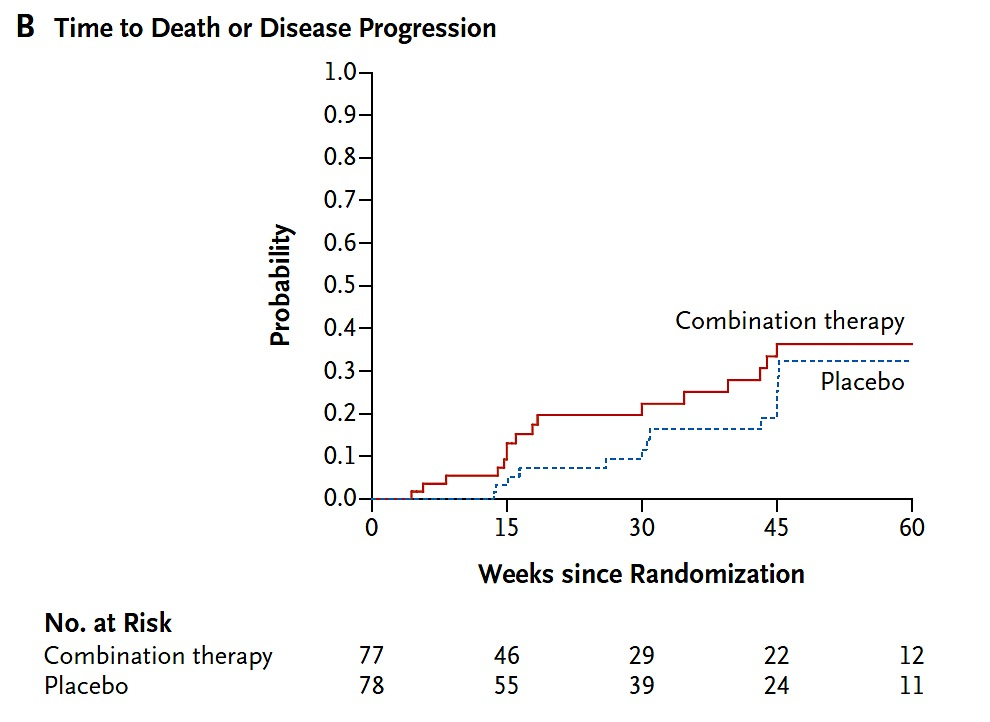 B Time to Death or Disease Progression
1.0
0.9
0.8
0.7
0.6
0.5
0.4
0.3
0.2
0.1
0.0
Probability
Combination therapy
Placebo
0 15 30 45 60
Weeks since Randomization
No. at Risk
Combination therapy 77 46 29 22 12
Placebo 78 55 39 24 11